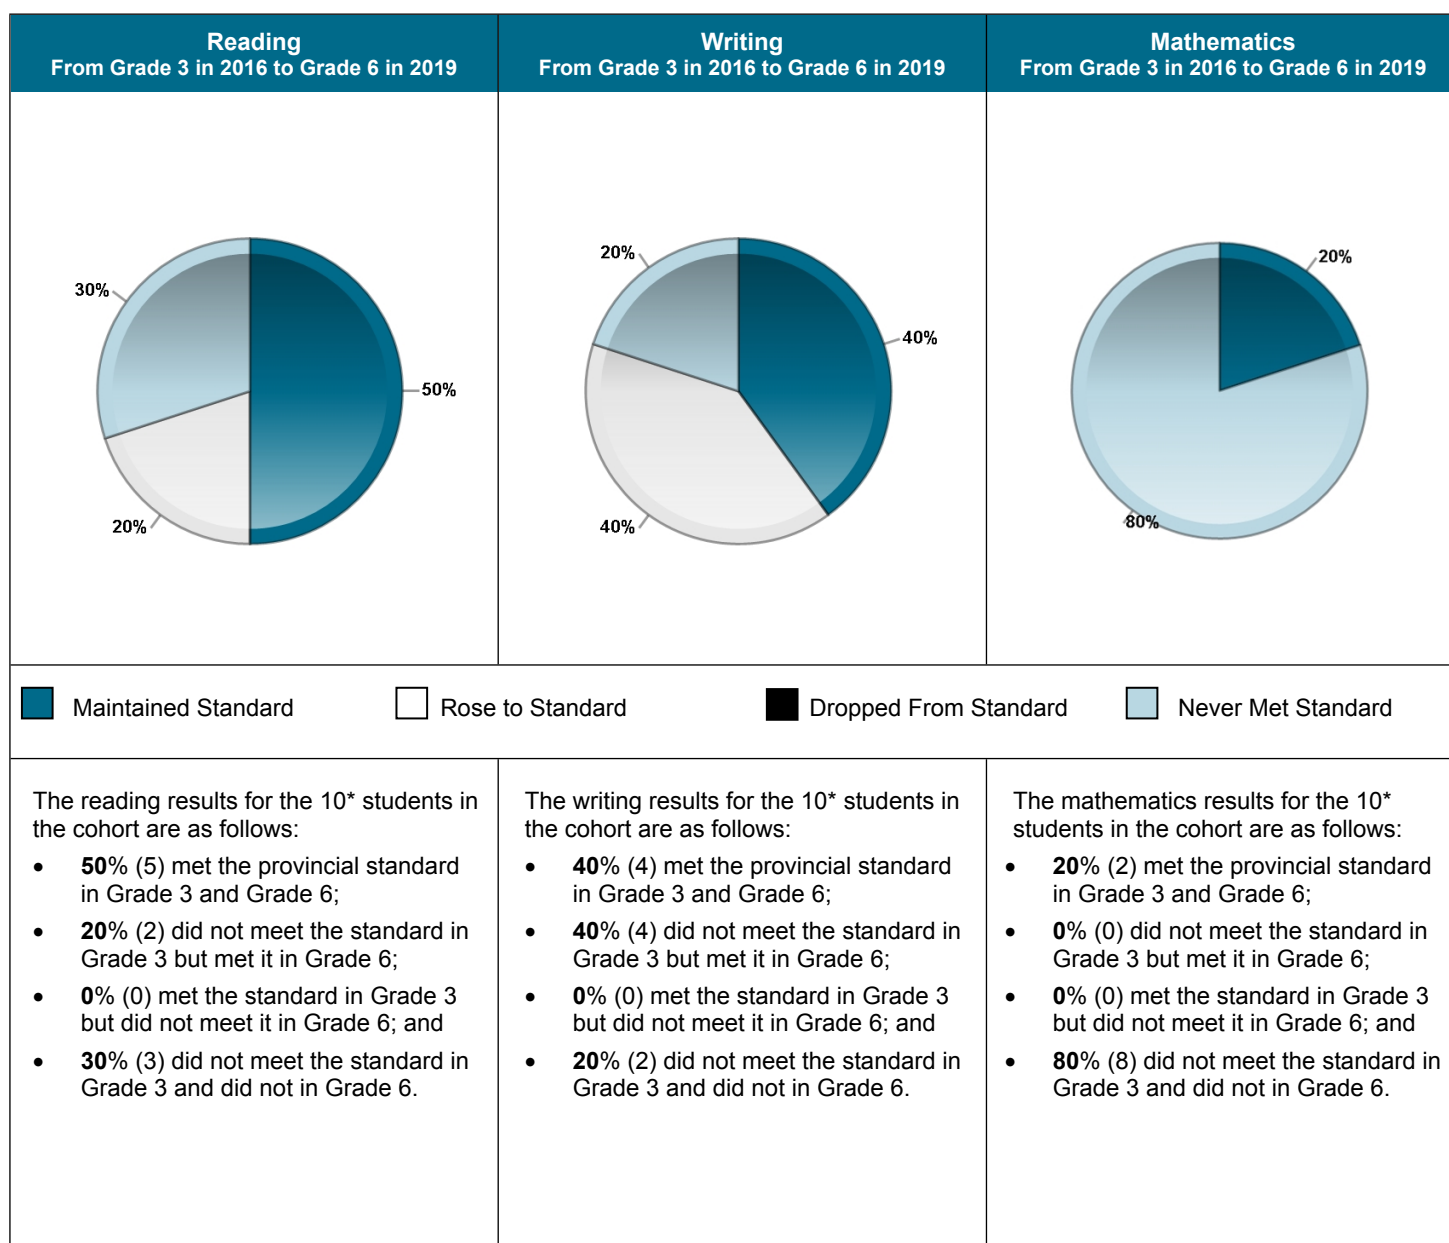 Reading
From Grade 3 in 2016 to Grade 6 in 2019
Writing
From Grade 3 in 2016 to Grade 6 in 2019
Mathematics
From Grade 3 in 2016 to Grade 6 in 2019
30%
50%
20%
20%
40%
40%
20%
80%
Maintained Standard
Rose to Standard
Dropped From Standard
Never Met Standard
The reading results for the 10* students in
the cohort are as follows:
• 50% (5) met the provincial standard
in Grade 3 and Grade 6;
• 20% (2) did not meet the standard in
Grade 3 but met it in Grade 6;
• 0% (0) met the standard in Grade 3
but did not meet it in Grade 6; and
• 30% (3) did not meet the standard in
Grade 3 and did not in Grade 6.
The writing results for the 10* students in
the cohort are as follows:
• 40% (4) met the provincial standard
in Grade 3 and Grade 6;
• 40% (4) did not meet the standard in
Grade 3 but met it in Grade 6;
• 0% (0) met the standard in Grade 3
but did not meet it in Grade 6; and
• 20% (2) did not meet the standard in
Grade 3 and did not in Grade 6.
The mathematics results for the 10*
students in the cohort are as follows:
• 20% (2) met the provincial standard
in Grade 3 and Grade 6;
• 0% (0) did not meet the standard in
Grade 3 but met it in Grade 6;
• 0% (0) met the standard in Grade 3
but did not meet it in Grade 6; and
• 80% (8) did not meet the standard in
Grade 3 and did not in Grade 6.